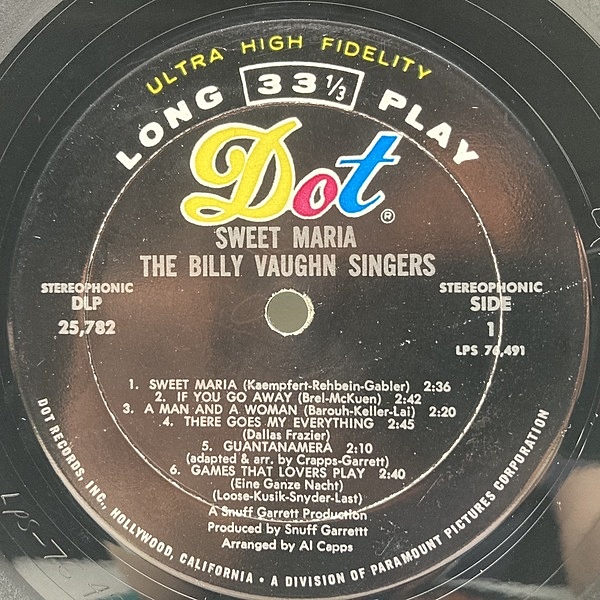 ULTRA HIGH FIDELITY
LONG 33 1/3 PLAY
Dot ®
SWEET MARIA
THE BILLY VAUGHN SINGERS
STEREOPHONIC
DLP
25,782
STEREOPHONIC
SIDE
1
LPS 76,491
1. SWEET MARIA (Kaempfert-Rehbein-Gabler) 2:36
2. IF YOU GO AWAY (Brel-McKuen) 2:42
3. A MAN AND A WOMAN (Barouh-Keller-Lai) 2:20
4. THERE GOES MY EVERYTHING 2:45
(Dallas Frazier)
5. GUANTANAMERA 2:10
(adapted & arr. by Crapps-Garrett)
6. GAMES THAT LOVERS PLAY 2:40
(Eine Ganze Nacht)
(Loose-Kusik-Snyder-Last)
A Snuff Garrett Production
Produced by Snuff Garrettt
Arranged by Al Capps
DOT RECORDS, INC., HOLLYWOOD, CALIFORNIA • A DIVISION OF PARAMOUNT PICTURES CORPORATION